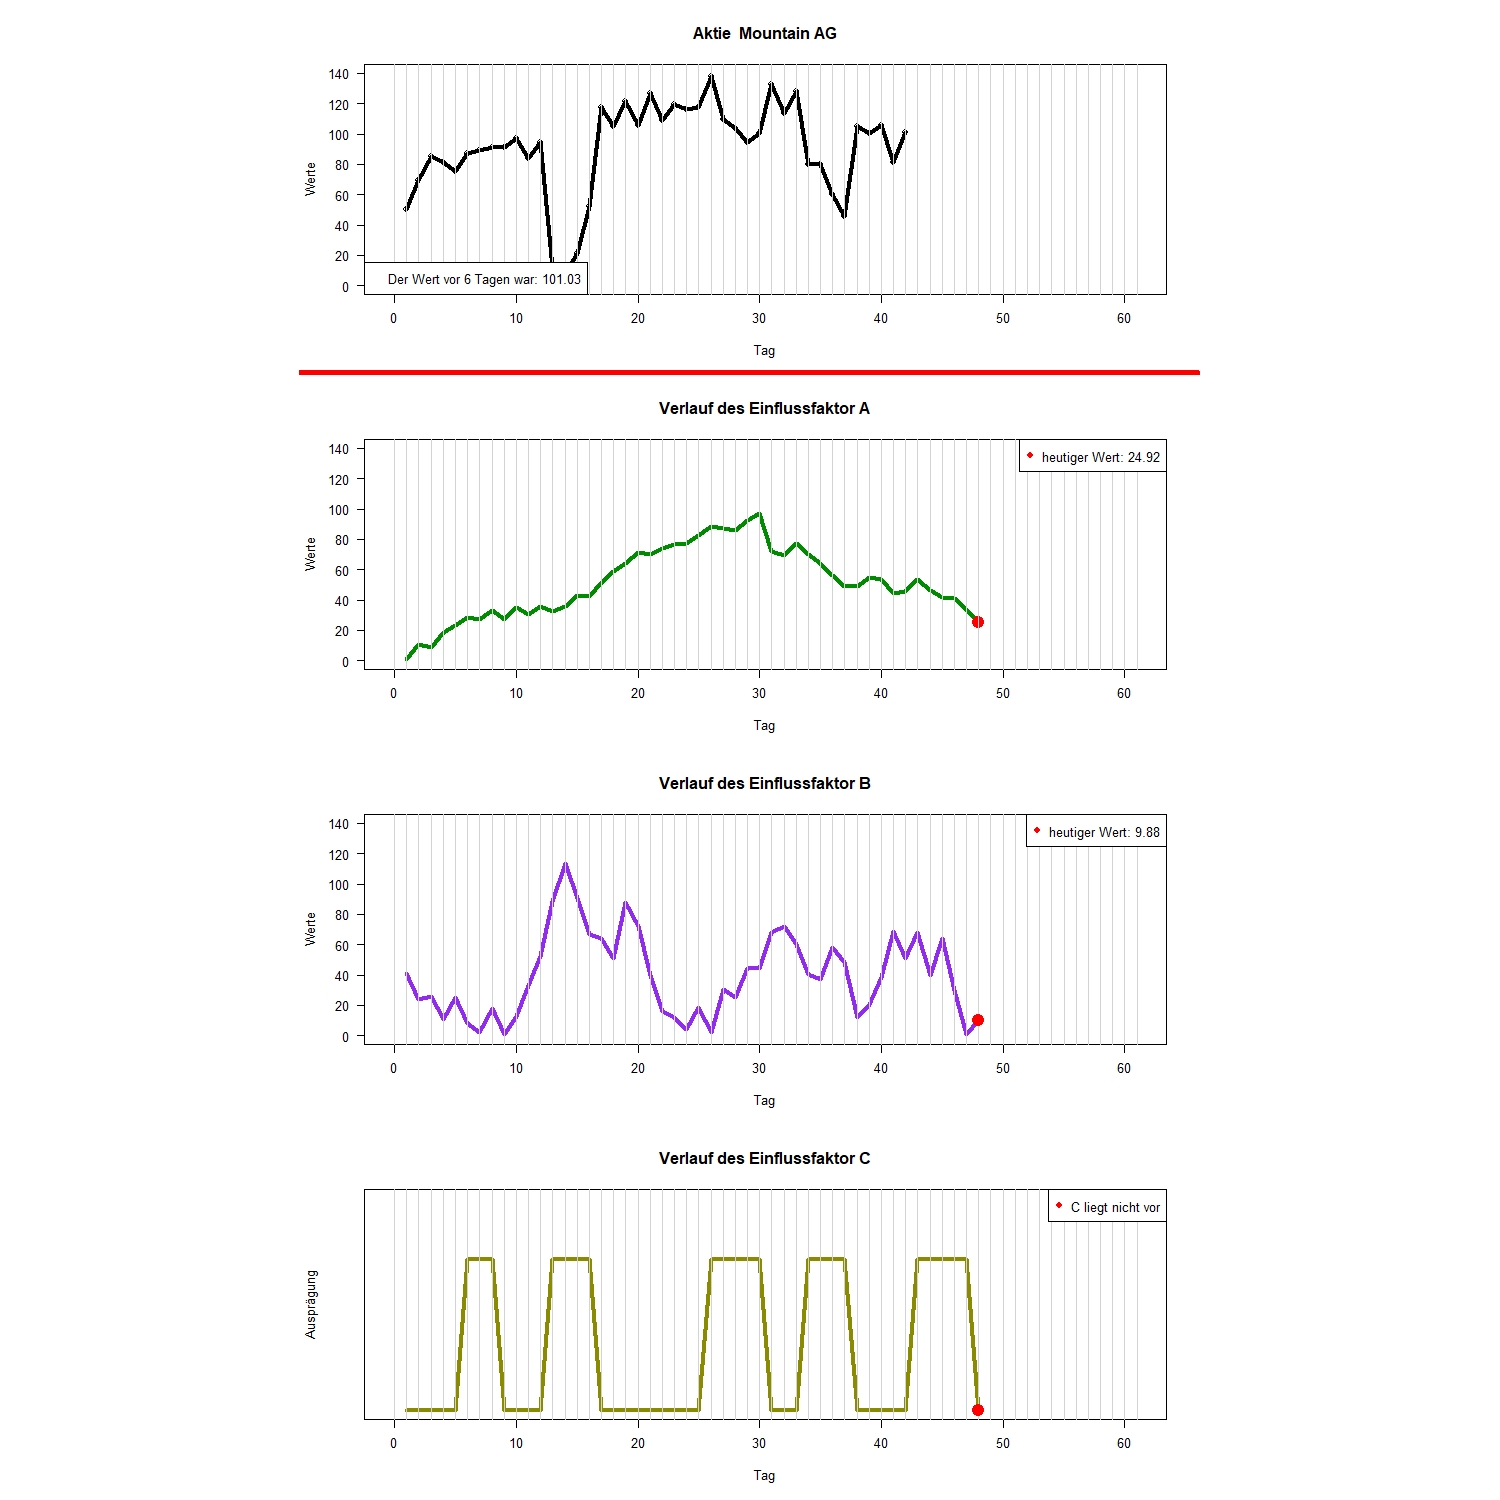 Aktie  Mountain AG
140
120
100
80
60
40
20
0
Werte
Der Wert vor 6 Tagen war: 101.03
0 10 20 30 40 50 60
Tag
Verlauf des Einflussfaktor A
140
120
100
80
60
40
20
0
Werte
heutiger Wert: 24.92
0 10 20 30 40 50 60
Tag
Verlauf des Einflussfaktor B
140
120
100
80
60
40
20
0
Werte
heutiger Wert: 9.88
0 10 20 30 40 50 60
Tag
Verlauf des Einflussfaktor C
Ausprägung
C liegt nicht vor
0 10 20 30 40 50 60
Tag